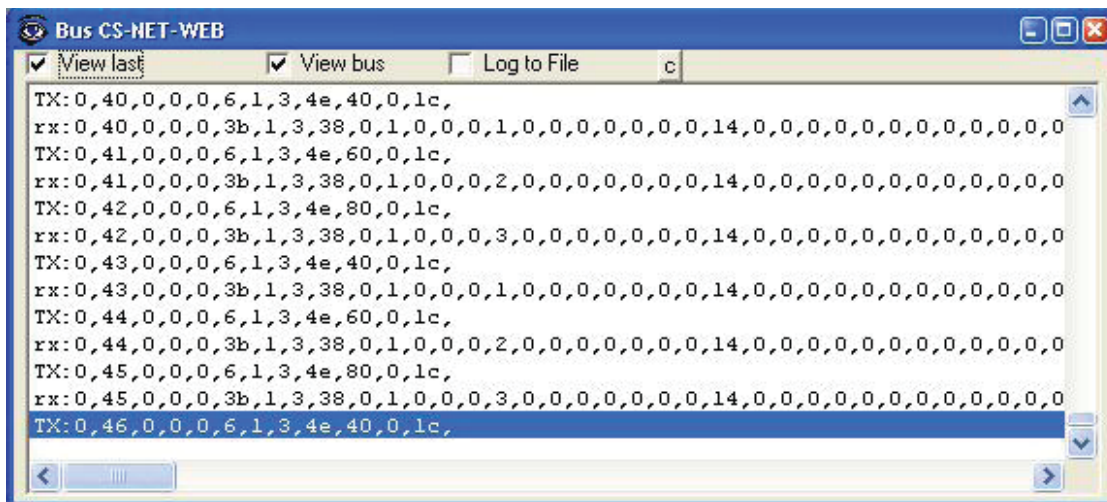 Bus CS-NET-WEB
View last View bus Log to File c
TX:0,40,0,0,0,6,1,3,4e,40,0,1c,
rx:0,40,0,0,0,3b,1,3,38,0,1,0,0,0,1,0,0,0,0,0,0,0,14,0,0,0,0,0,0,0,0,0,0,0
TX:0,41,0,0,0,6,1,3,4e,60,0,1c,
rx:0,41,0,0,0,3b,1,3,38,0,1,0,0,0,2,0,0,0,0,0,0,0,14,0,0,0,0,0,0,0,0,0,0,0
TX:0,42,0,0,0,6,1,3,4e,80,0,1c,
rx:0,42,0,0,0,3b,1,3,38,0,1,0,0,0,3,0,0,0,0,0,0,0,14,0,0,0,0,0,0,0,0,0,0,0
TX:0,43,0,0,0,6,1,3,4e,40,0,1c,
rx:0,43,0,0,0,3b,1,3,38,0,1,0,0,0,1,0,0,0,0,0,0,0,14,0,0,0,0,0,0,0,0,0,0,0
TX:0,44,0,0,0,6,1,3,4e,60,0,1c,
rx:0,44,0,0,0,3b,1,3,38,0,1,0,0,0,2,0,0,0,0,0,0,0,14,0,0,0,0,0,0,0,0,0,0,0
TX:0,45,0,0,0,6,1,3,4e,80,0,1c,
rx:0,45,0,0,0,3b,1,3,38,0,1,0,0,0,3,0,0,0,0,0,0,0,14,0,0,0,0,0,0,0,0,0,0,0
TX:0,46,0,0,0,6,1,3,4e,40,0,1c,